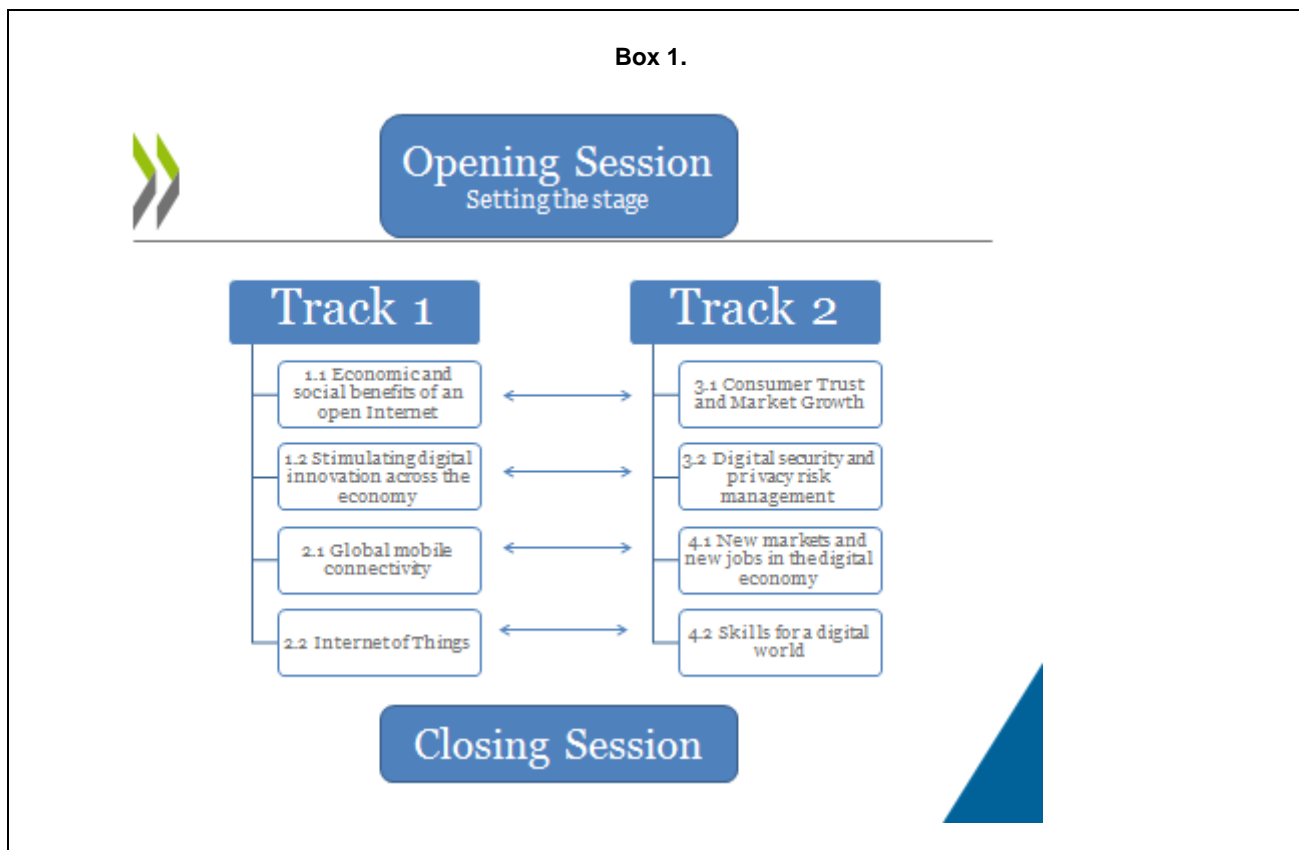 Box 1.
Opening Session
Setting the stage
Track 1
1.1 Economic and
social benefits of an
open Internet
1.2 Stimulating digital
innovation across the
economy
2.1 Global mobile
connectivity
2.2 Internet of Things
Track 2
3.1 Consumer Trust
and Market Growth
3.2 Digital security and
privacy risk
management
4.1 New markets and
new jobs in the digital
economy
4.2 Skills for a digital
world
Closing Session